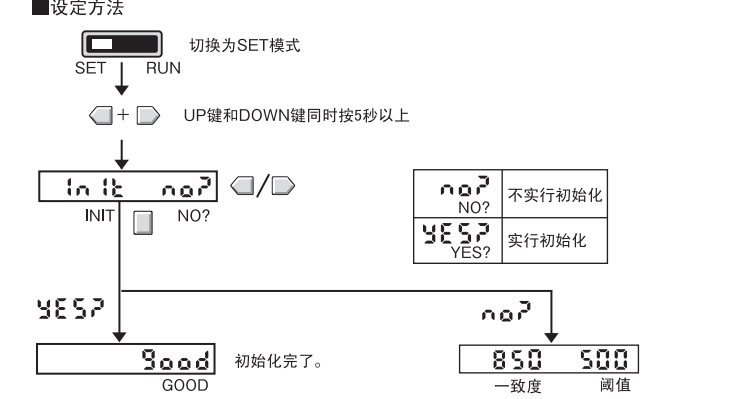 ■设定方法
切换为SET模式
SET RUN
+ UP键和DOWN键同时按5秒以上
init no? /
INIT NO?
no? 不实行初始化
NO?
YES? 实行初始化
YES?
YES?
no?
good 初始化完了。
GOOD
850 500
一致度 阈值